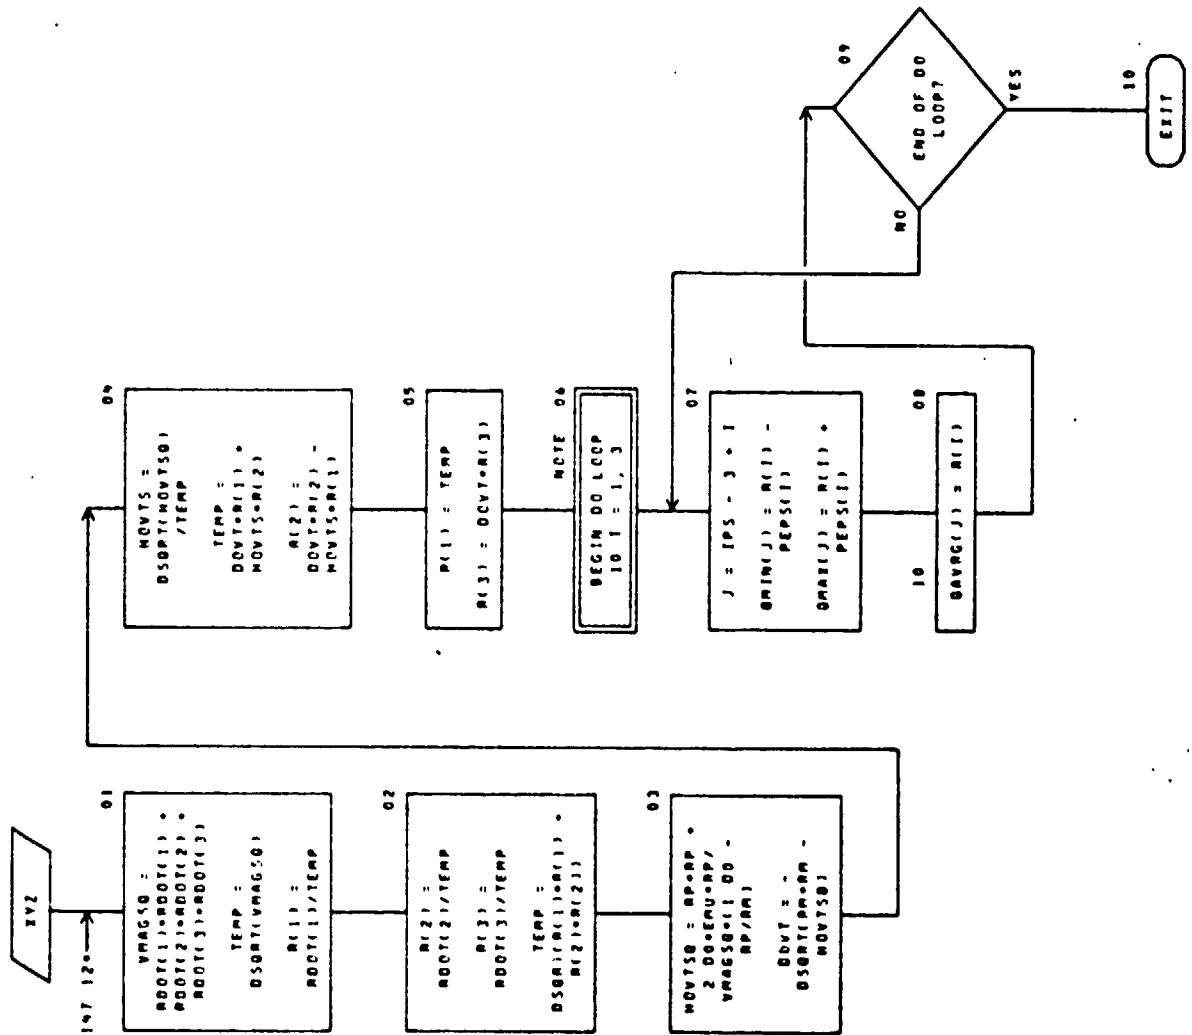 XYZ
147 12*
01
VMAGSQ =
RDOT(1)*RDOT(1) +
RDOT(2)*RDOT(2) +
RDOT(3)*RDOT(3)
TEMP =
DSQRT(VMAGSQ)
R(1) =
RDOT(1)/TEMP
02
R(2) =
RDOT(2)/TEMP
R(3) =
RDOT(3)/TEMP
TEMP =
DSQRT(R(1)*R(1) +
R(2)*R(2))
03
HOVTSQ = RP*RP +
2 D0*EMU*RP/
VMAGSQ*(1 D0 -
RP/RM)
DOVT = -
DSQRT(RM*RM -
HOVTSQ)
04
HOVTS =
DSQRT(HOVTSQ)
/TEMP
TEMP =
DOVT*R(1) +
HOVTS*R(2)
R(2) =
DOVT*R(2) -
HOVTS*R(1)
05
R(1) = TEMP
R(3) = DOVT*R(3)
NOTE 06
BEGIN DO LOOP
10 I = 1, 3
07
J = IPS - 3 + I
QMIN(J) = R(I) -
PEPS(I)
QMAX(J) = R(I) +
PEPS(I)
10 08
QAVRG(J) = R(I)
09
END OF DO
LOOP?
NO
YES
10
EXIT